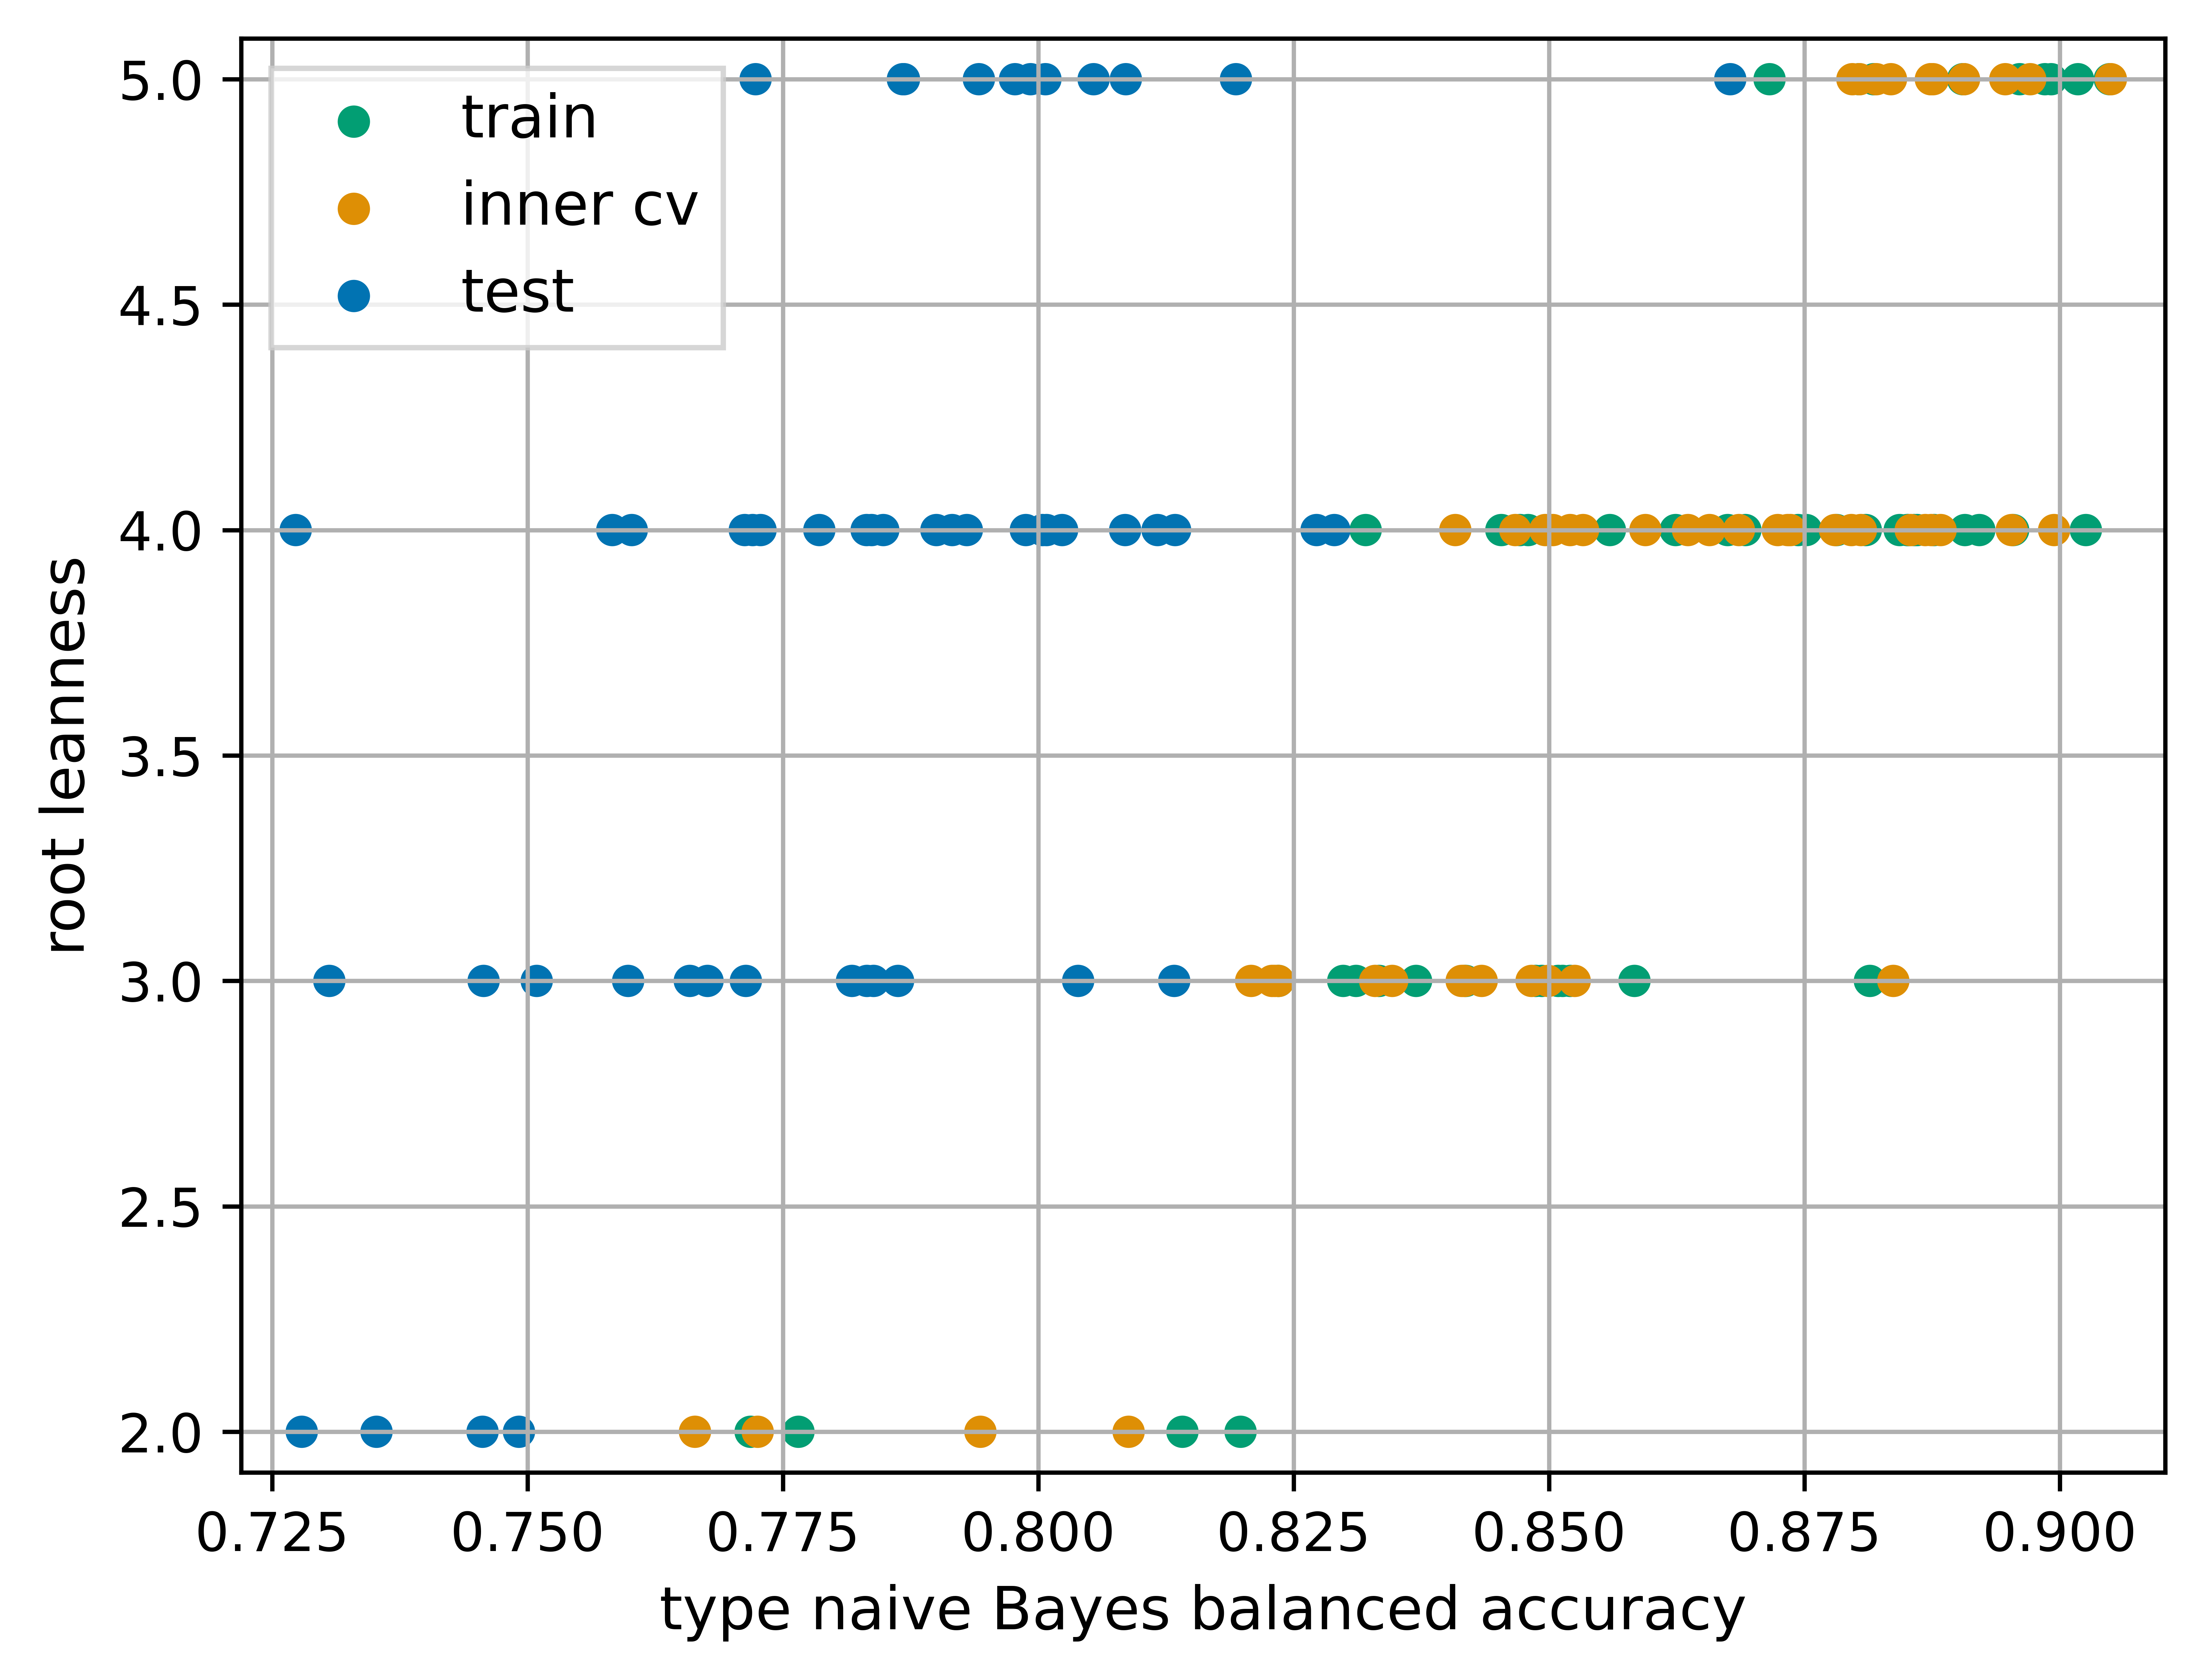 train
inner cv
test
5.0
4.5
4.0
3.5
3.0
2.5
2.0
root leanness
0.725 0.750 0.775 0.800 0.825 0.850 0.875 0.900
type naive Bayes balanced accuracy